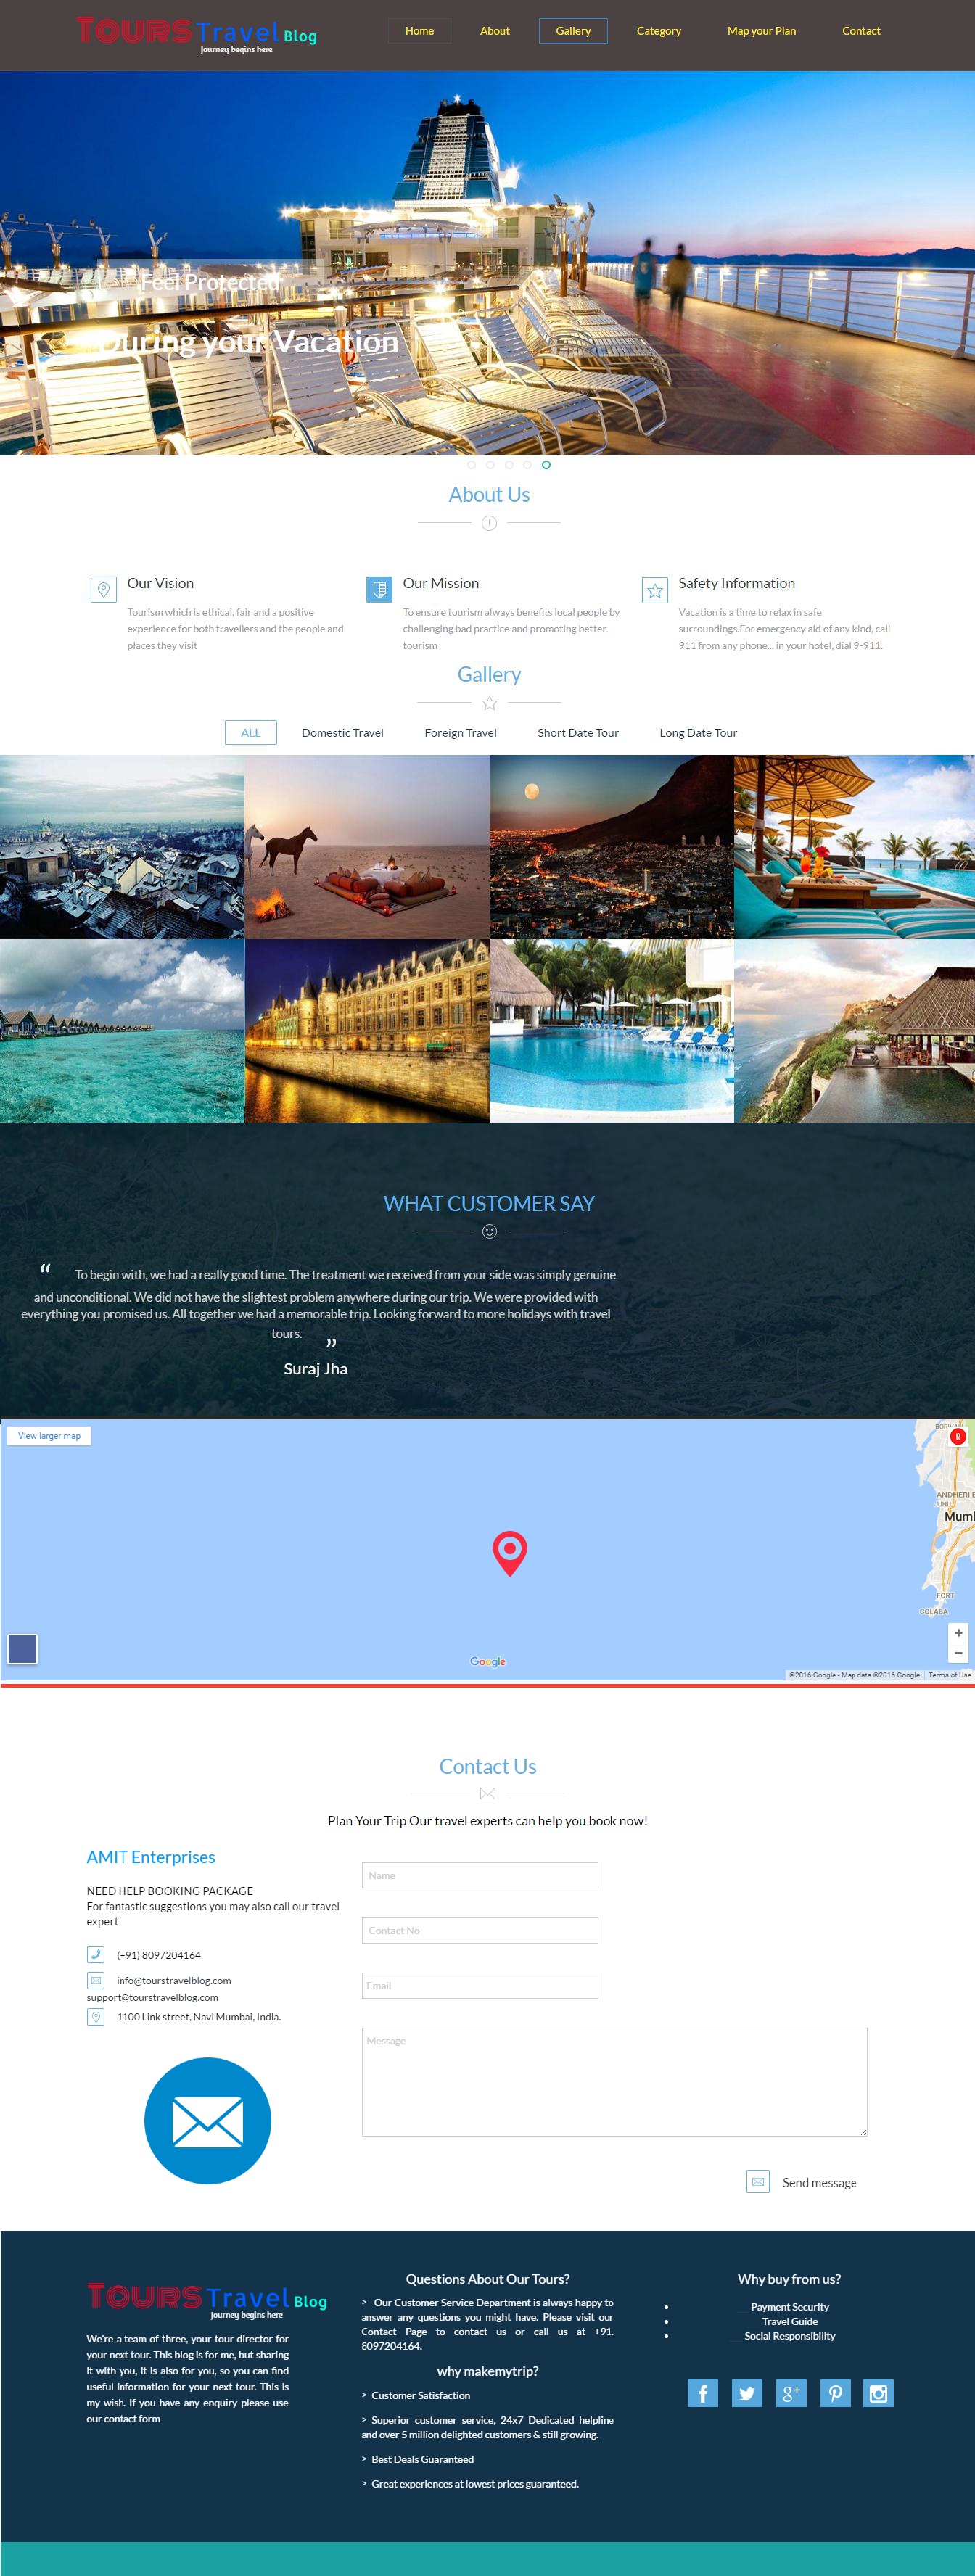 TOURS Travel Blog
Journey begins here
Home About Gallery Category Map your Plan Contact
Feel Protected
During your Vacation
About Us
Our Vision
Tourism which is ethical, fair and a positive
experience for both travellers and the people and
places they visit
Our Mission
To ensure tourism always benefits local people by
challenging bad practice and promoting better
tourism
Safety Information
Vacation is a time to relax in safe
surroundings.For emergency aid of any kind, call
911 from any phone... in your hotel, dial 9-911.
Gallery
ALL Domestic Travel Foreign Travel Short Date Tour Long Date Tour
WHAT CUSTOMER SAY
“ To begin with, we had a really good time. The treatment we received from your side was simply genuine
and unconditional. We did not have the slightest problem anywhere during our trip. We were provided with
everything you promised us. All together we had a memorable trip. Looking forward to more holidays with travel
tours. ”
Suraj Jha
View larger map
R
ANDHERI E
JUHU
Mum
FORT
COLABA
+
−
Google
©2016 Google - Map data ©2016 Google Terms of Use
Contact Us
Plan Your Trip Our travel experts can help you book now!
AMIT Enterprises
NEED HELP BOOKING PACKAGE
For fantastic suggestions you may also call our travel
expert
(+91) 8097204164
info@tourstravelblog.com
support@tourstravelblog.com
1100 Link street, Navi Mumbai, India.
Name
Contact No
Email
Message
Send message
TOURS Travel Blog
Journey begins here
We're a team of three, your tour director for
your next tour. This blog is for me, but sharing
it with you, it is also for you, so you can find
useful information for your next tour. This is
my wish. If you have any enquiry please use
our contact form
Questions About Our Tours?
> Our Customer Service Department is always happy to
answer any questions you might have. Please visit our
Contact Page to contact us or call us at +91.
8097204164.
why makemytrip?
> Customer Satisfaction
> Superior customer service, 24x7 Dedicated helpline
and over 5 million delighted customers & still growing.
> Best Deals Guaranteed
> Great experiences at lowest prices guaranteed.
Why buy from us?
Payment Security
Travel Guide
Social Responsibility
f g+